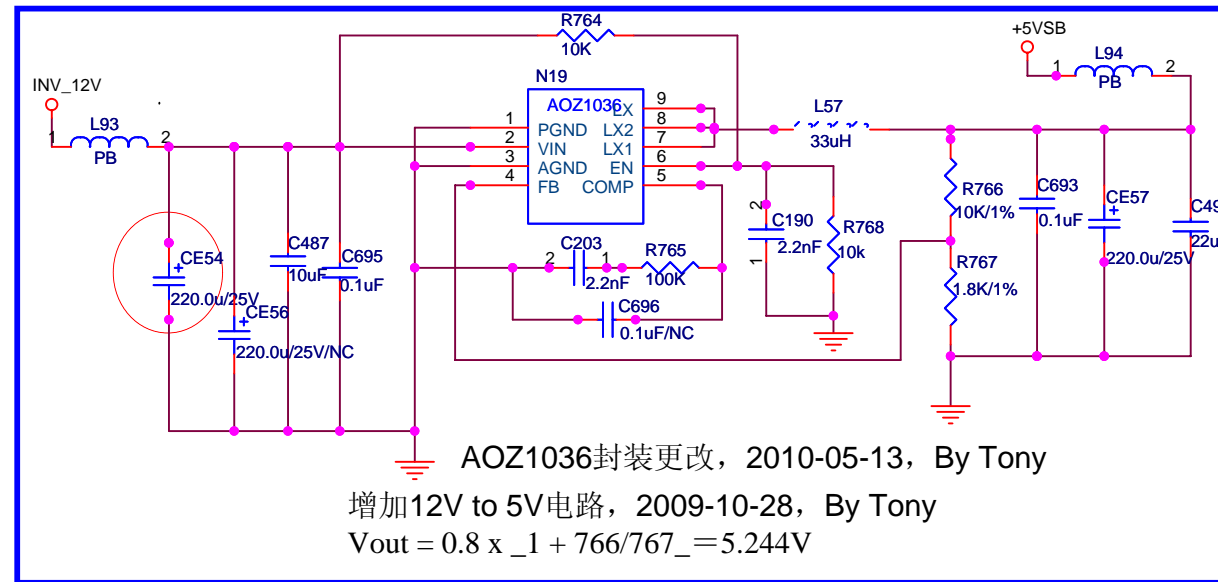 R764
10K
+5VSB
L94
1
2
PB
INV_12V
N19
AOZ1036
L93
1
2
PB
1
PGND
2
VIN
3
AGND
4
FB
LX
9
LX2
8
LX1
7
EN
6
COMP
5
L57
33uH
R766
10K/1%
C693
0.1uF
CE57
220.0u/25V
C49
22u
2
C190
2.2nF
1
R768
10k
C203
2
1
2.2nF
R765
100K
C696
0.1uF/NC
R767
1.8K/1%
+
CE54
220.0u/25V
+
CE56
220.0u/25V/NC
C487
10uF
C695
0.1uF
+
AOZ1036封装更改，2010-05-13，By Tony
增加12V to 5V电路，2009-10-28，By Tony
Vout = 0.8 x _1 + 766/767_＝5.244V